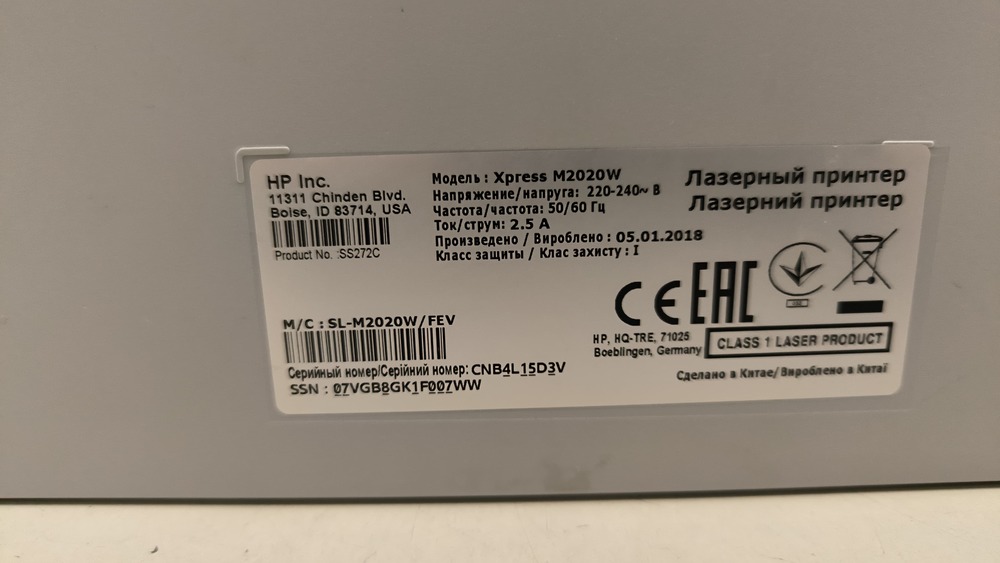 HP Inc.
11311 Chinden Blvd.
Boise, ID 83714, USA
Product No. :SS272C
Модель : Xpress M2020W
Напряжение/напруга: 220-240~ В
Частота/частота: 50/60 Гц
Ток/струм: 2.5 А
Произведено / Вироблено : 05.01.2018
Класс защиты / Клас захисту : I
Лазерный принтер
Лазерний принтер
M/C : SL-M2020W/FEV
Серийный номер/Серійний номер: CNB4L15D3V
SSN : 07VGB8GK1F007WW
CE EAC
HP, HQ-TRE, 71025
Boeblingen, Germany
CLASS 1 LASER PRODUCT
Сделано в Китае/Вироблено в Китаї